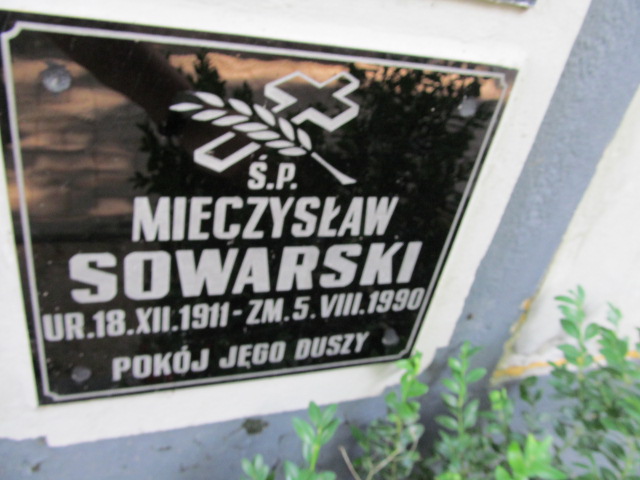 Ś.P.
MIECZYSŁAW
SOWARSKI
UR.18.XII.1911-ZM.5.VIII.1990
POKÓJ JEGO DUSZY